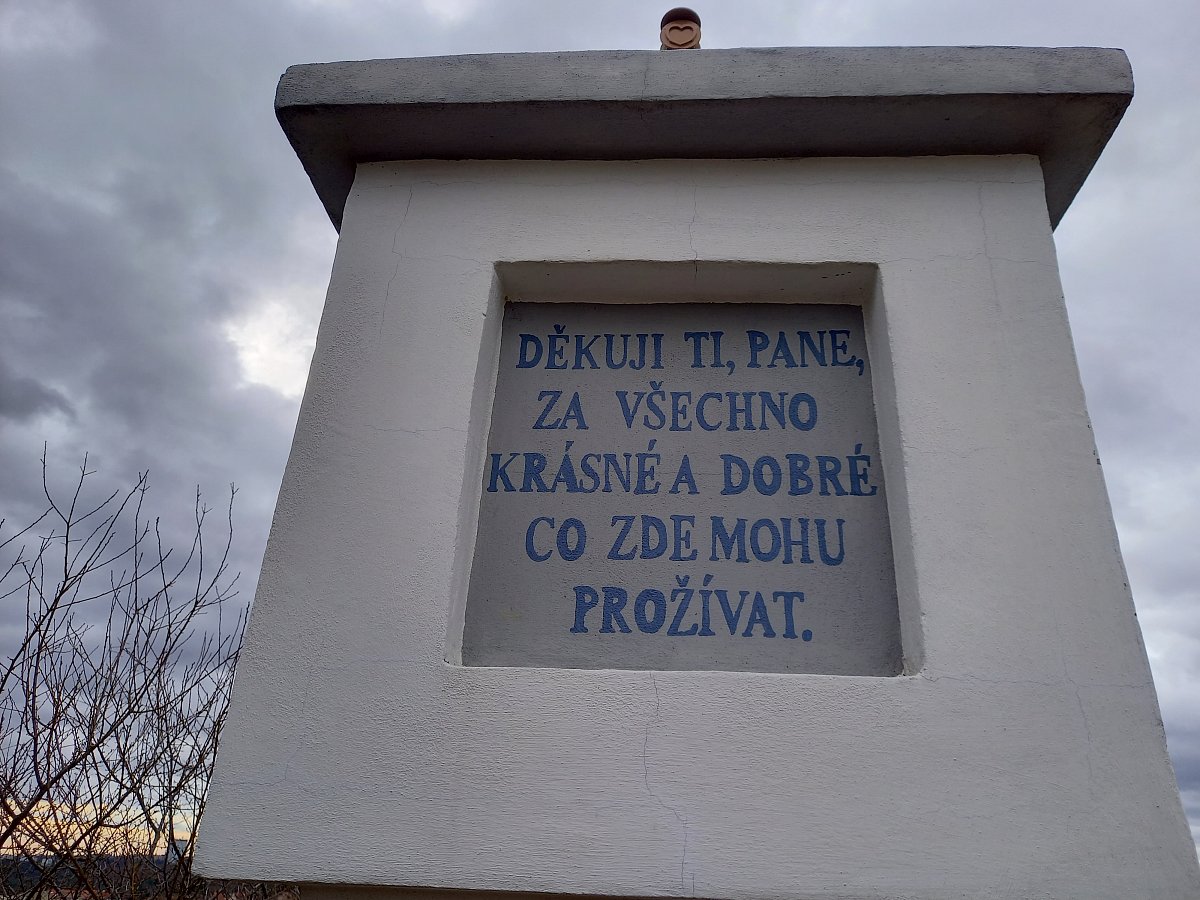 DĚKUJI TI, PANE,
ZA VŠECHNO
KRÁSNÉ A DOBRÉ
CO ZDE MOHU
PROŽÍVAT.